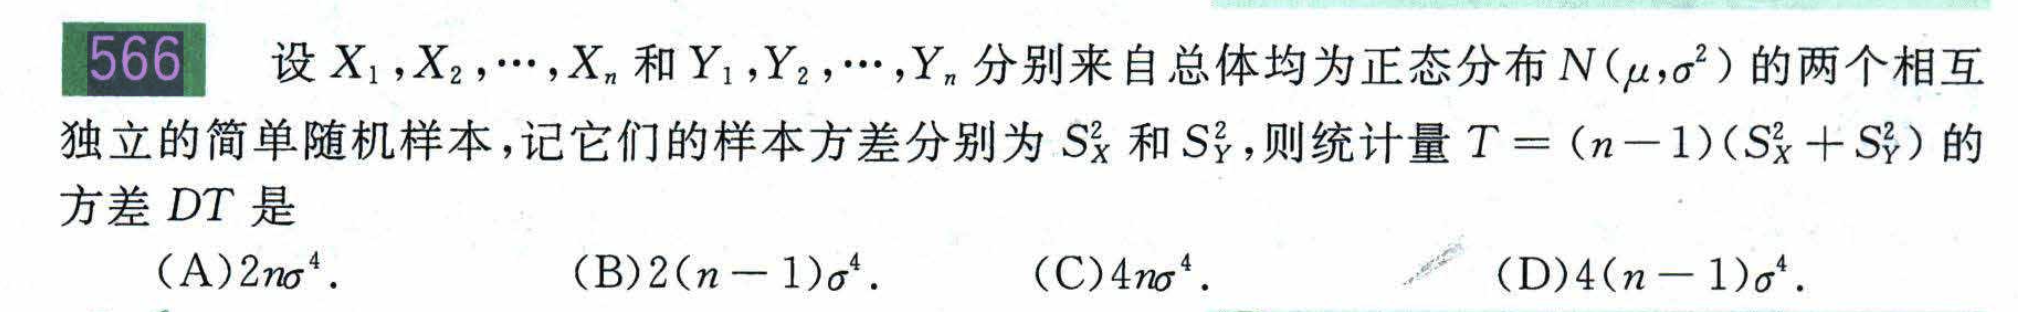 566 设 X₁,X₂,⋯,Xₙ 和 Y₁,Y₂,⋯,Yₙ 分别来自总体均为正态分布 N(μ,σ²) 的两个相互
独立的简单随机样本,记它们的样本方差分别为 S²_X 和 S²_Y,则统计量 T = (n－1)(S²_X + S²_Y) 的
方差 DT 是
(A)2nσ⁴. (B)2(n－1)σ⁴. (C)4nσ⁴. (D)4(n－1)σ⁴.